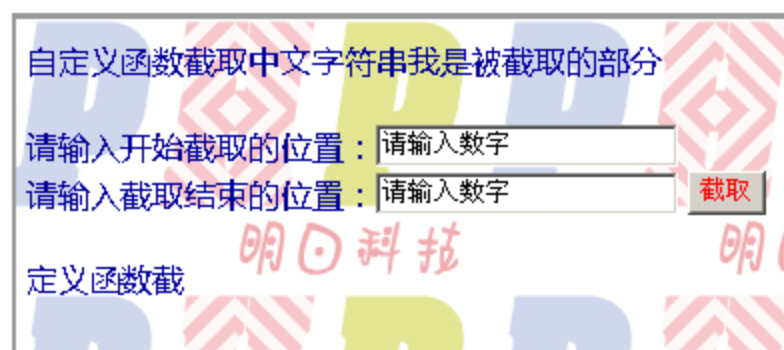 自定义函数截取中文字符串我是被截取的部分
请输入开始截取的位置：请输入数字
请输入截取结束的位置：请输入数字 截取
明日科技 明日
定义函数截